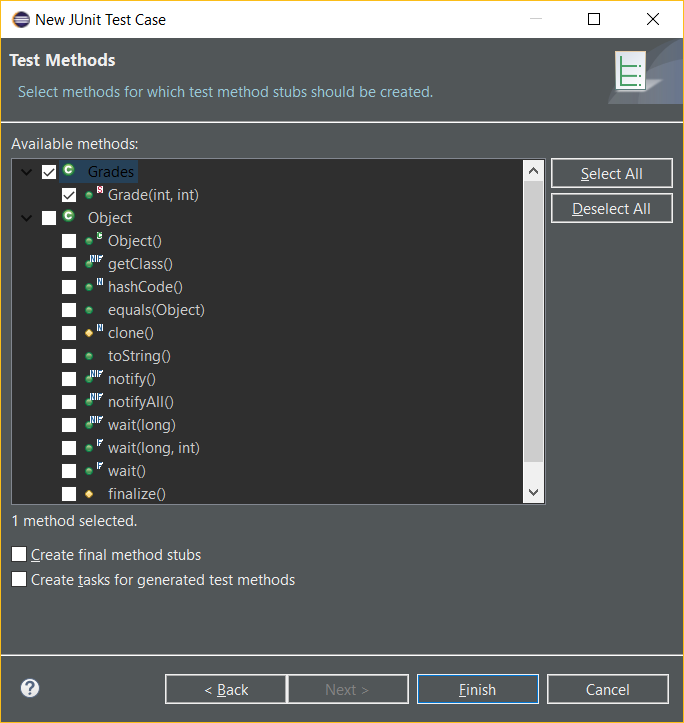 New JUnit Test Case
Test Methods
Select methods for which test method stubs should be created.
Available methods:
Grades
Grade(int, int)
Object
Object()
getClass()
hashCode()
equals(Object)
clone()
toString()
notify()
notifyAll()
wait(long)
wait(long, int)
wait()
finalize()
Select All
Deselect All
1 method selected.
Create final method stubs
Create tasks for generated test methods
< Back
Next >
Finish
Cancel